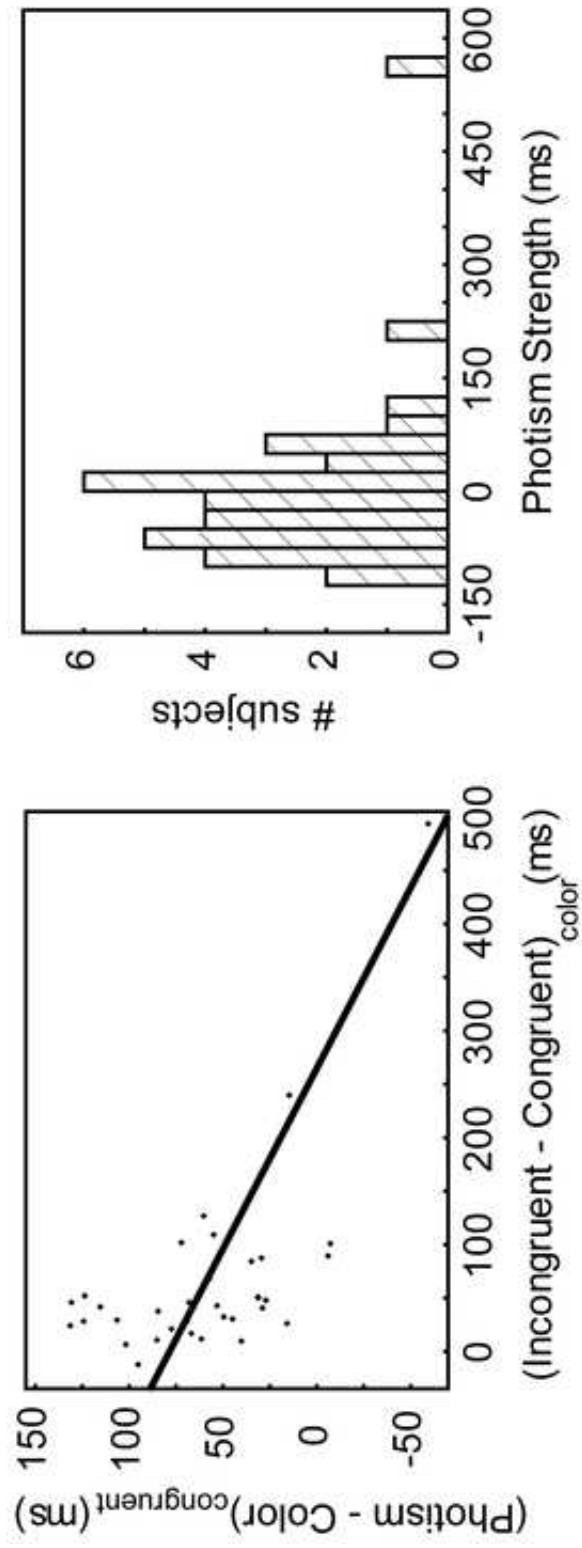 150
100
50
0
-50
(Photism - Color)congruent (ms)
0 100 200 300 400 500
(Incongruent - Congruent)color (ms)
6
4
2
0
# subjects
-150 0 150 300 450 600
Photism Strength (ms)